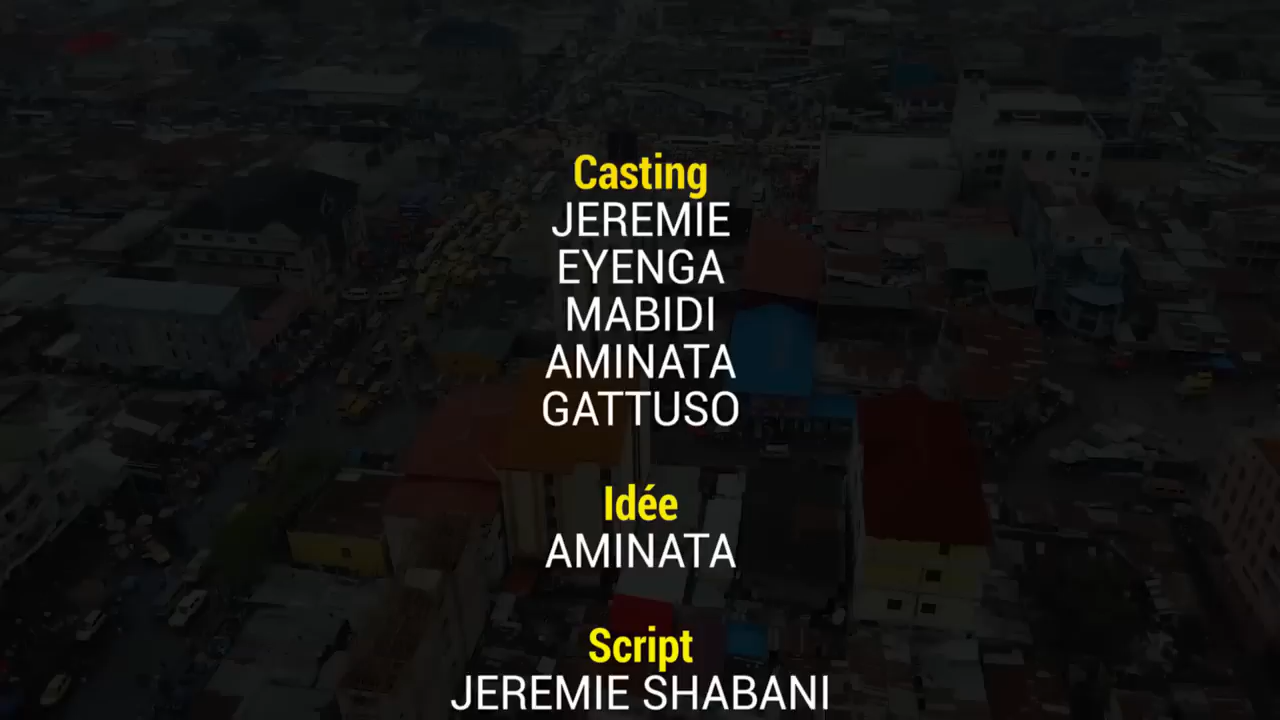 Casting
JEREMIE
EYENGA
MABIDI
AMINATA
GATTUSO
Idée
AMINATA
Script
JEREMIE SHABANI